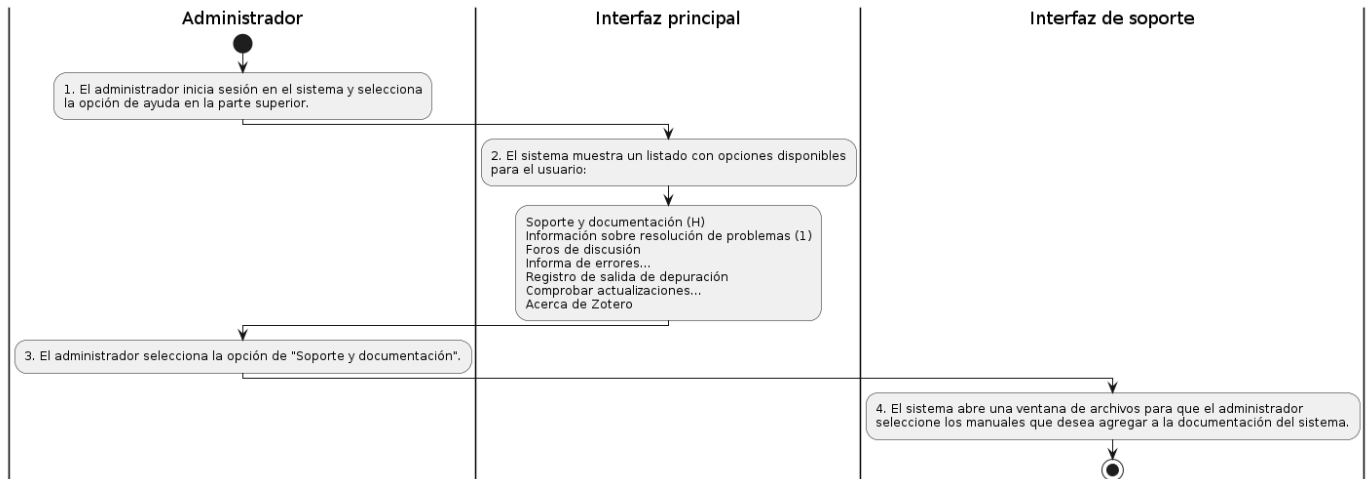 Administrador
Interfaz principal
Interfaz de soporte
1. El administrador inicia sesión en el sistema y selecciona
la opción de ayuda en la parte superior.
2. El sistema muestra un listado con opciones disponibles
para el usuario:
Soporte y documentación (H)
Información sobre resolución de problemas (1)
Foros de discusión
Informa de errores...
Registro de salida de depuración
Comprobar actualizaciones...
Acerca de Zotero
3. El administrador selecciona la opción de "Soporte y documentación".
4. El sistema abre una ventana de archivos para que el administrador
seleccione los manuales que desea agregar a la documentación del sistema.